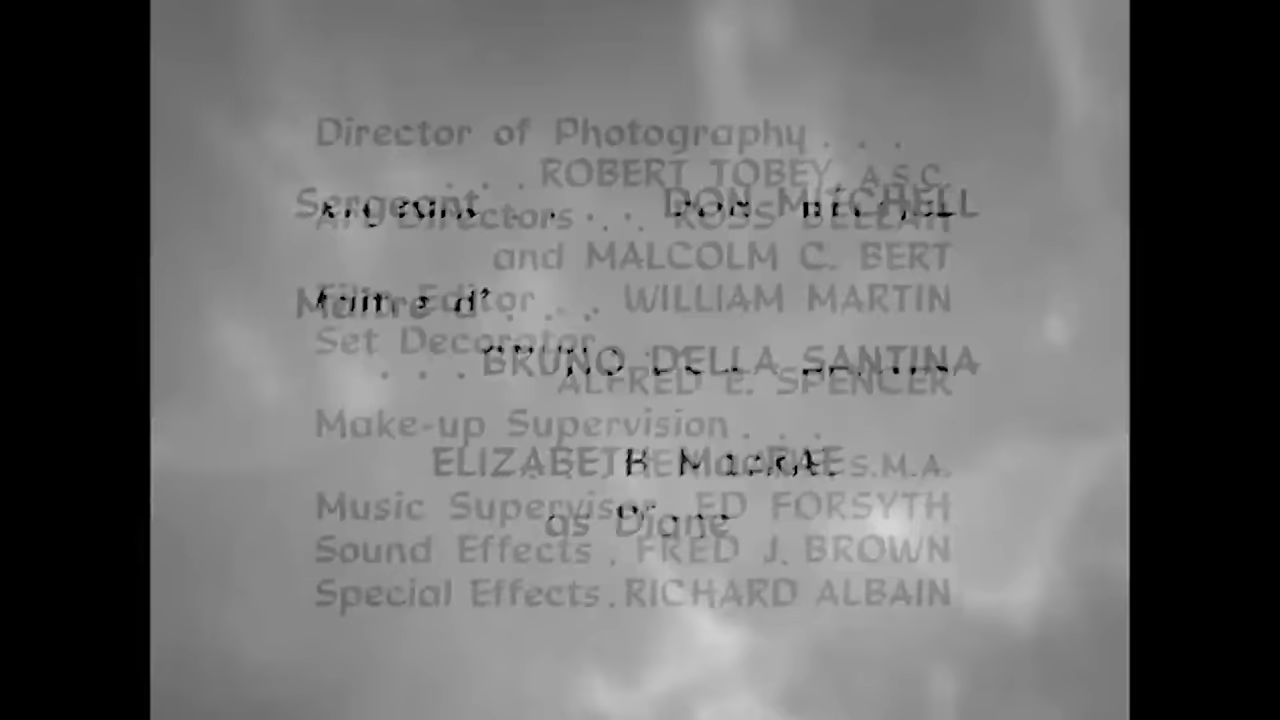 Director of Photography . . .
. . . ROBERT TOBEY, A.S.C.
Sergeant . . . DON MITCHELL
Art Directors . . . ROSS BELLAH
and MALCOLM C. BERT
Film Editor . . . WILLIAM MARTIN
Maitre d' . . .
Set Decorator
BRUNO DELLA SANTINA
. . . ALFRED E. SPENCER
Make-up Supervision . . .
ELIZABETH MacRAE
S.M.A.
Music Supervisor . ED FORSYTH
as Diane
Sound Effects . FRED J. BROWN
Special Effects . RICHARD ALBAIN